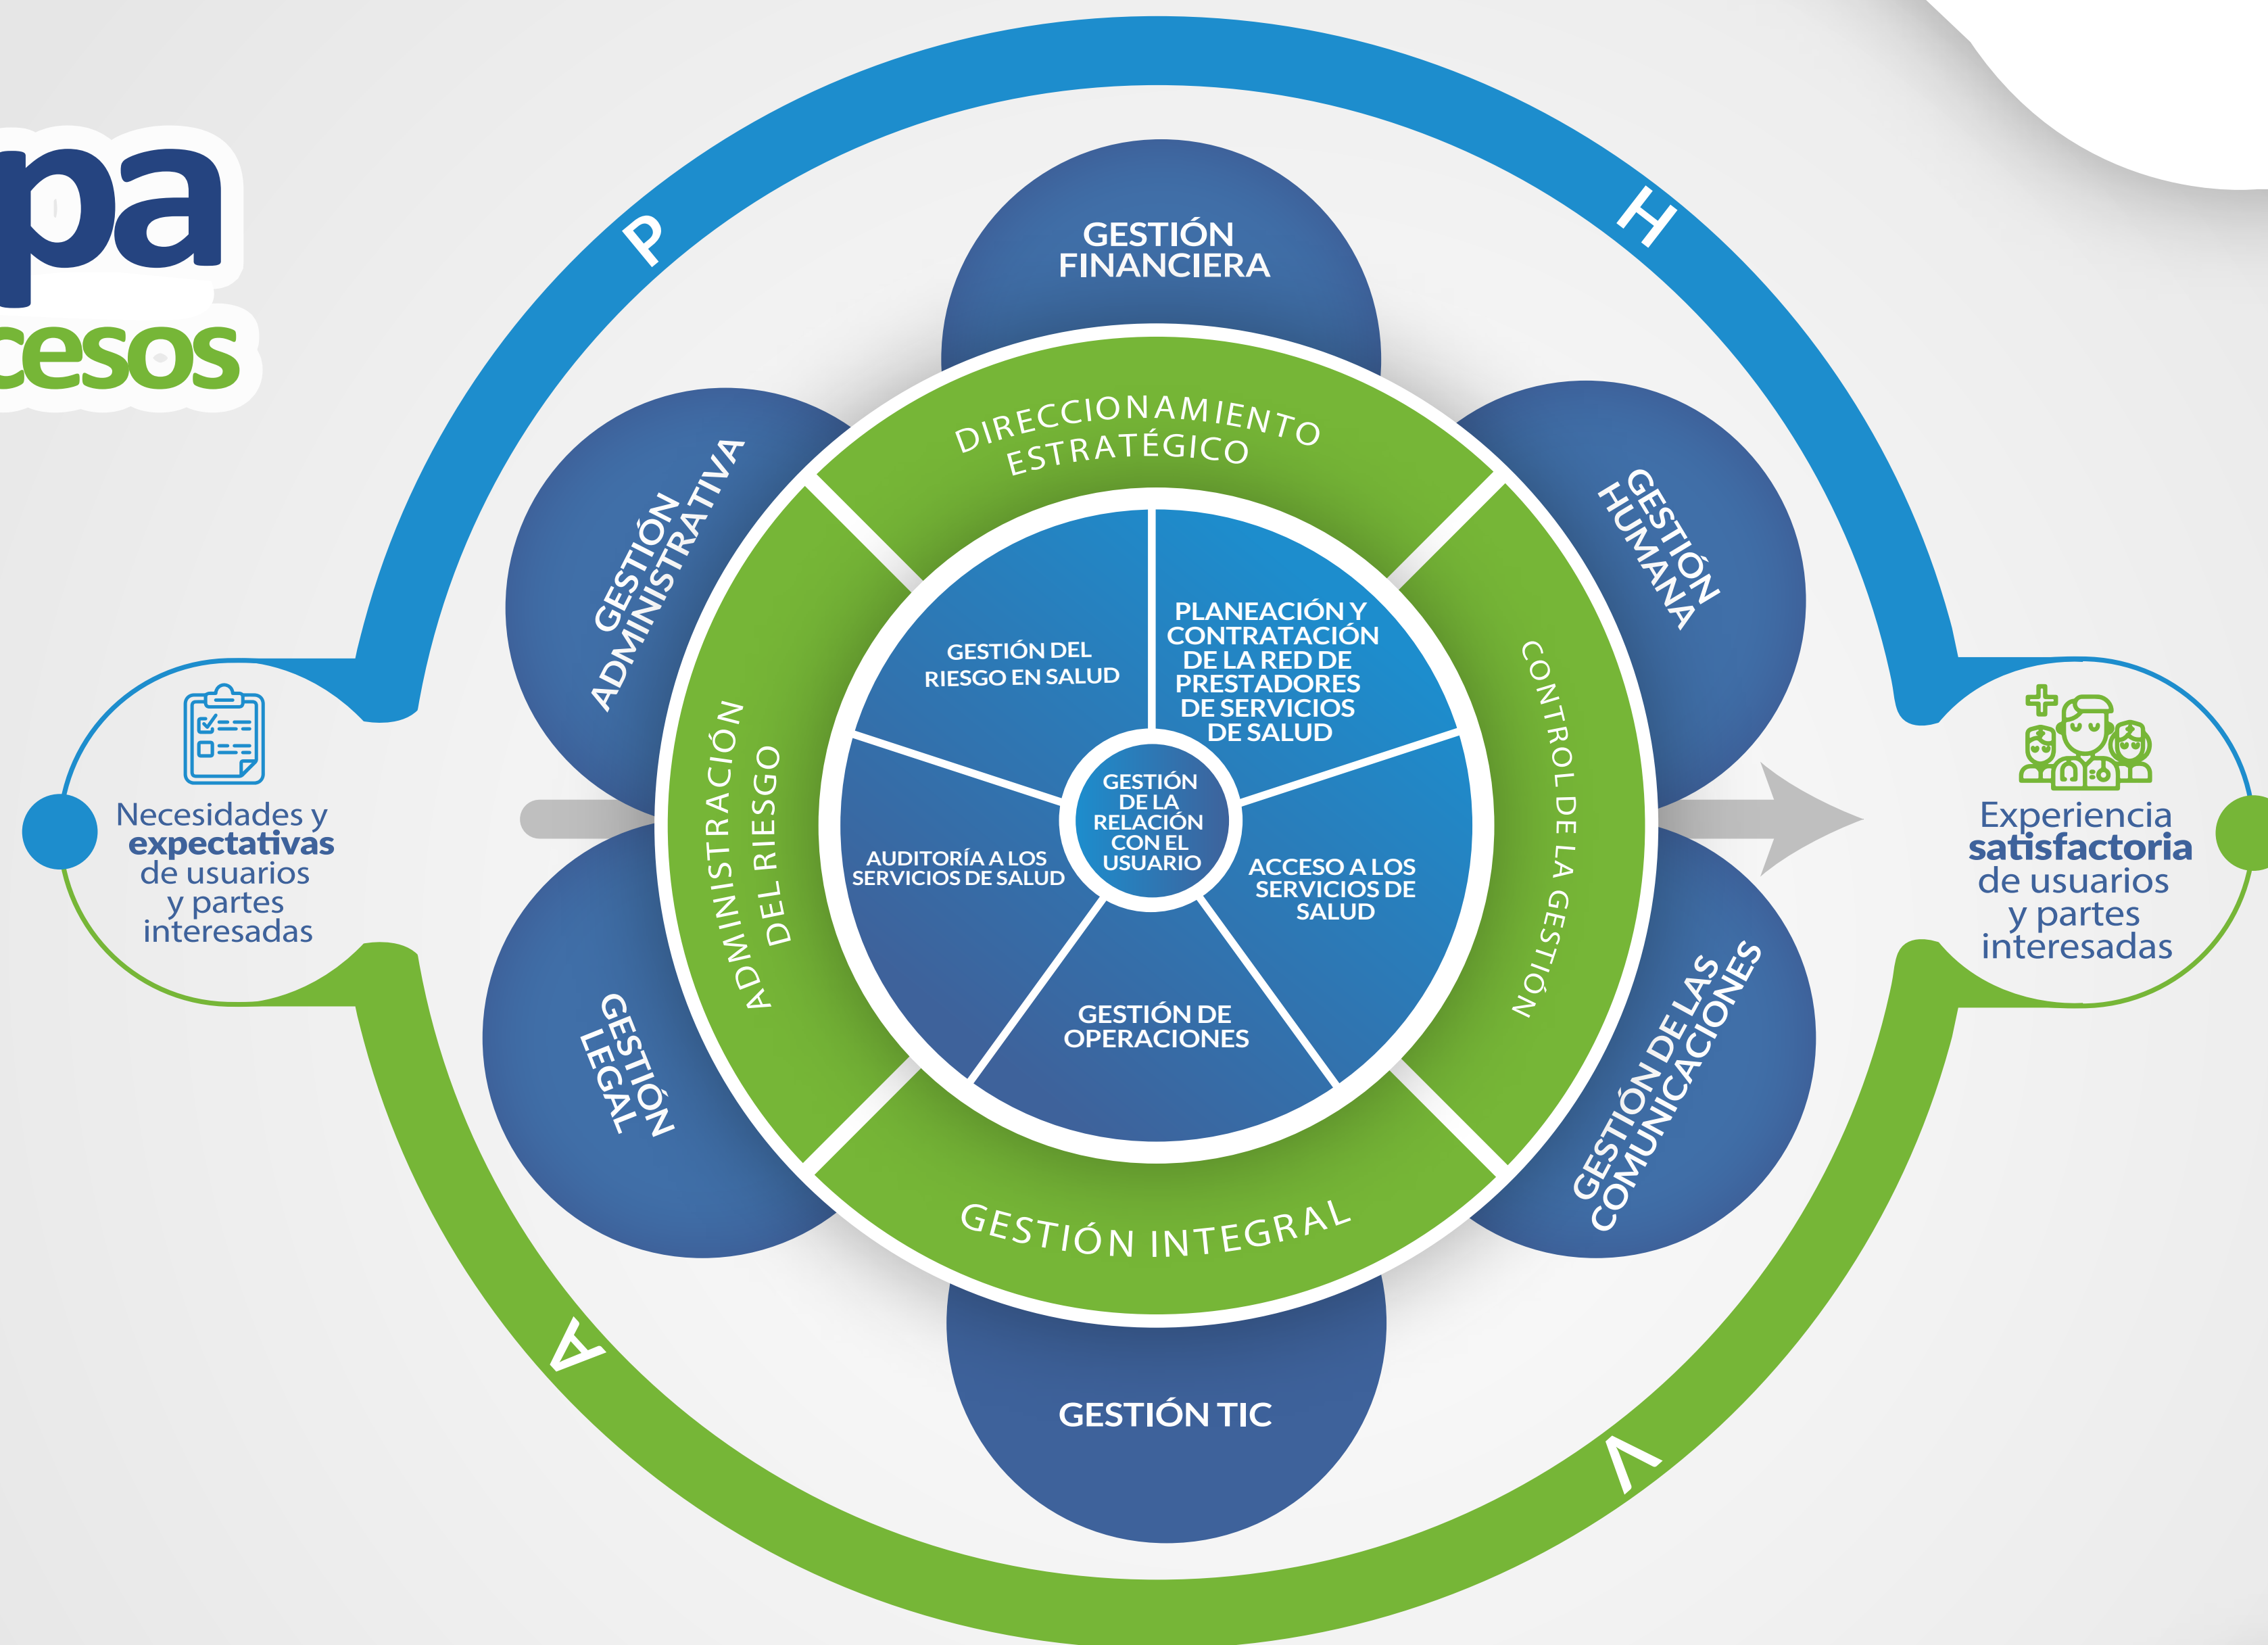 pa
cesos
P
H
GESTIÓN
FINANCIERA
GESTIÓN
ADMINISTRATIVA
GESTIÓN
HUMANA
DIRECCIONAMIENTO
ESTRATÉGICO
ADMINISTRACIÓN
DEL RIESGO
CONTROL DE LA GESTIÓN
GESTIÓN DEL
RIESGO EN SALUD
PLANEACIÓN Y
CONTRATACIÓN
DE LA RED DE
PRESTADORES
DE SERVICIOS
DE SALUD
GESTIÓN
DE LA
RELACIÓN
CON EL
USUARIO
AUDITORÍA A LOS
SERVICIOS DE SALUD
ACCESO A LOS
SERVICIOS DE
SALUD
GESTIÓN DE
OPERACIONES
Necesidades y
expectativas
de usuarios
y partes
interesadas
Experiencia
satisfactoria
de usuarios
y partes
interesadas
GESTIÓN
LEGAL
GESTIÓN DE LAS
COMUNICACIONES
GESTIÓN INTEGRAL
GESTIÓN TIC
A
V